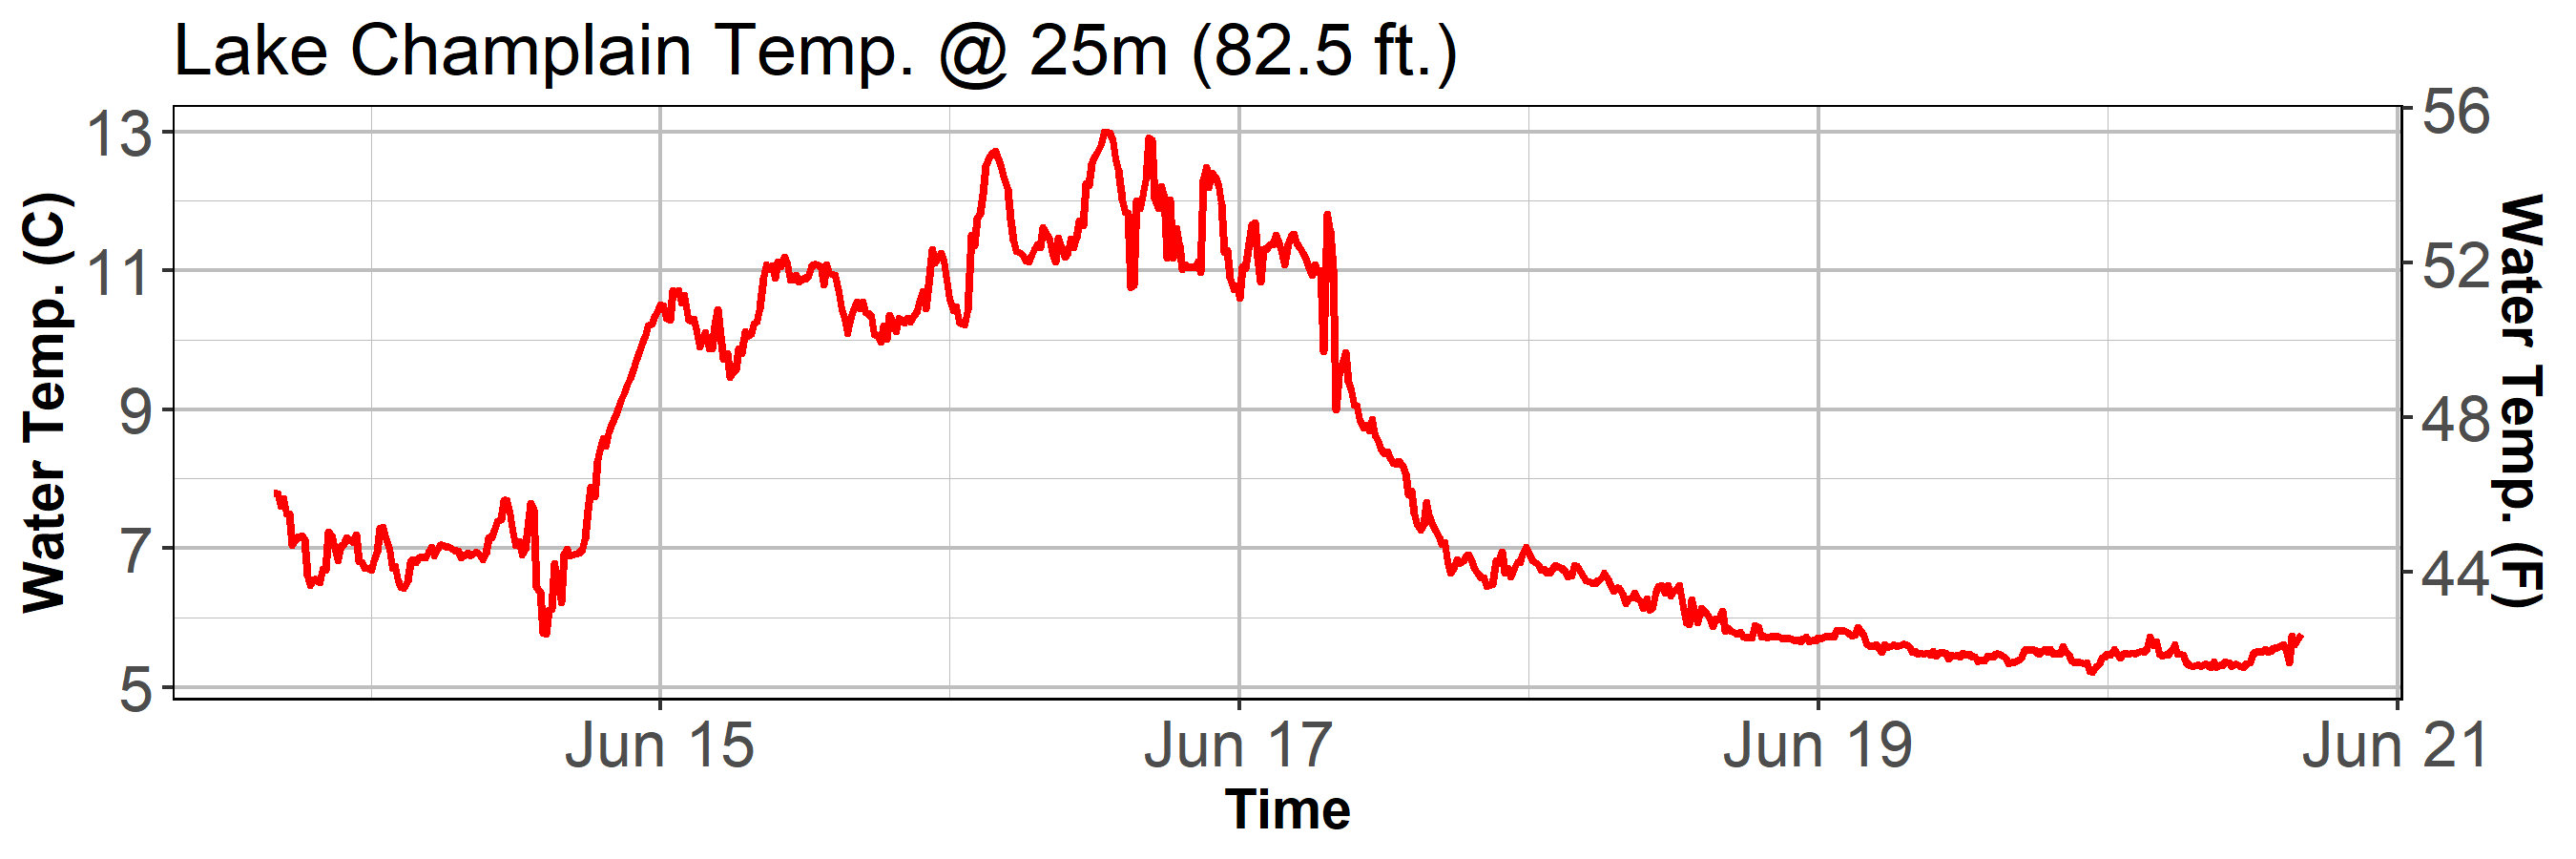 Lake Champlain Temp. @ 25m (82.5 ft.)
Water Temp. (C)
13
11
9
7
5
56
52
48
44
Water Temp. (F)
Jun 15
Jun 17
Jun 19
Jun 21
Time